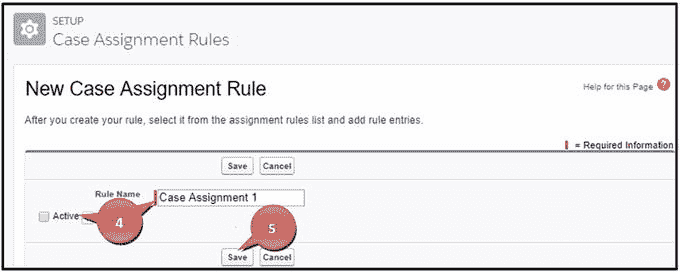 SETUP
Case Assignment Rules
New Case Assignment Rule
Help for this Page ?
After you create your rule, select it from the assignment rules list and add rule entries.
= Required Information
Save Cancel
Rule Name Case Assignment 1
Active
4
5
Save Cancel